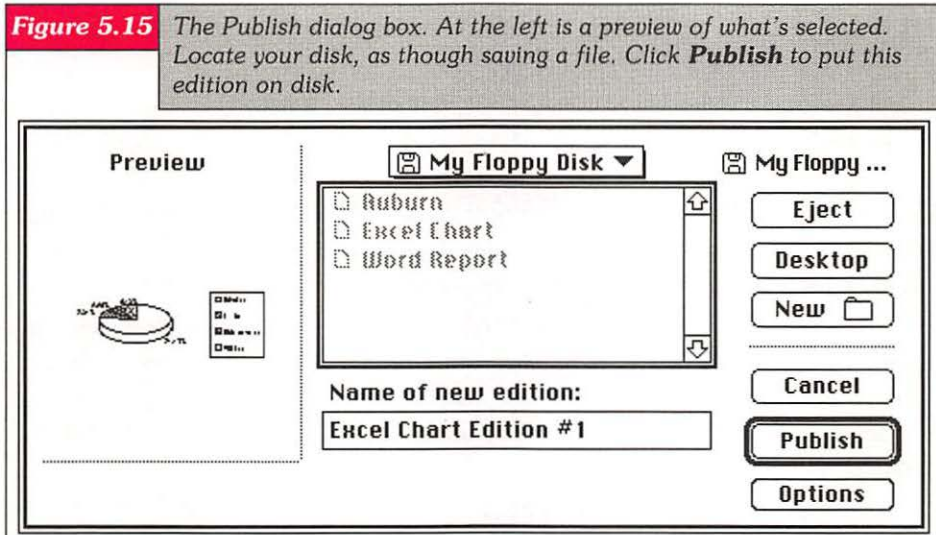 Figure 5.15
The Publish dialog box. At the left is a preview of what's selected.
Locate your disk, as though saving a file. Click Publish to put this
edition on disk.
Preview
My Floppy Disk
My Floppy ...
Auburn
Excel Chart
Word Report
Eject
Desktop
New
Name of new edition:
Excel Chart Edition #1
Cancel
Publish
Options